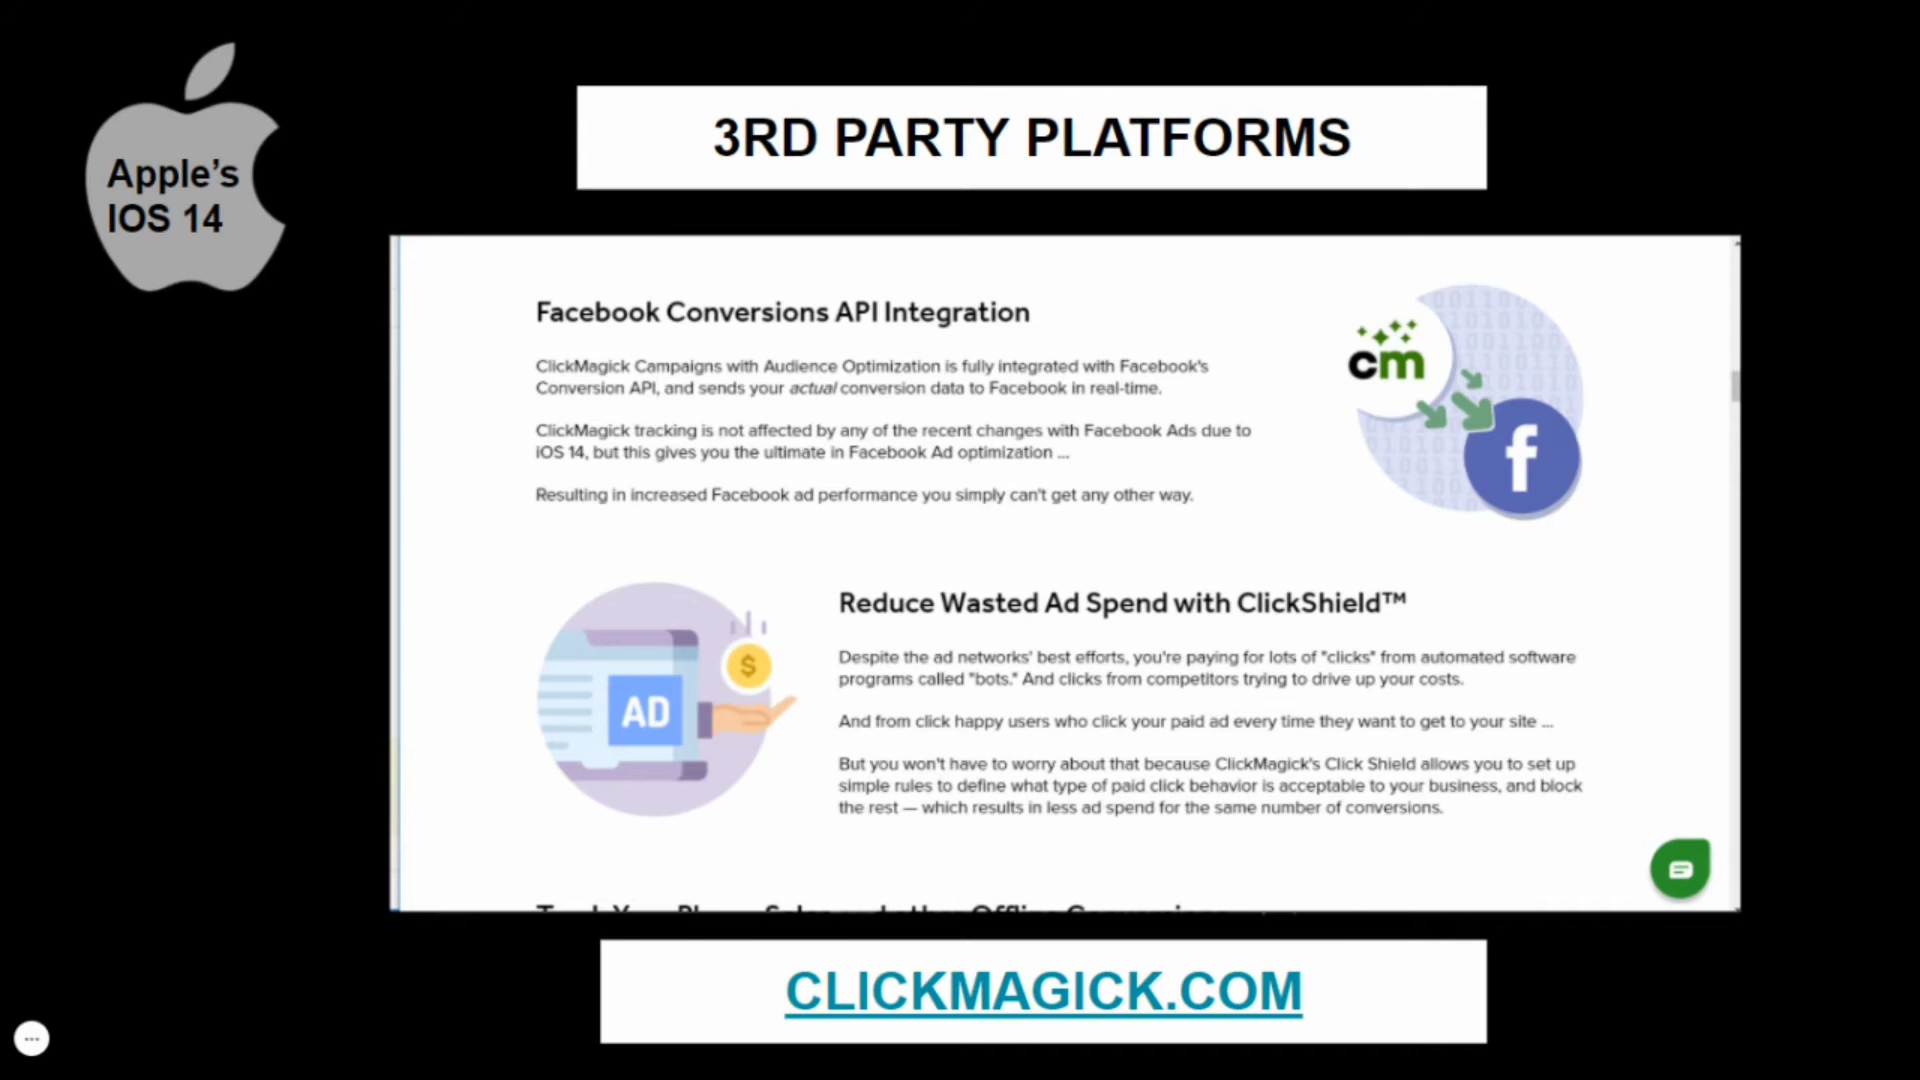 Apple's
IOS 14
3RD PARTY PLATFORMS
Facebook Conversions API Integration
ClickMagick Campaigns with Audience Optimization is fully integrated with Facebook's
Conversion API, and sends your actual conversion data to Facebook in real-time.
ClickMagick tracking is not affected by any of the recent changes with Facebook Ads due to
iOS 14, but this gives you the ultimate in Facebook Ad optimization ...
Resulting in increased Facebook ad performance you simply can't get any other way.
cm
f
AD
$
Reduce Wasted Ad Spend with ClickShield™
Despite the ad networks' best efforts, you're paying for lots of "clicks" from automated software
programs called "bots." And clicks from competitors trying to drive up your costs.
And from click happy users who click your paid ad every time they want to get to your site ...
But you won't have to worry about that because ClickMagick's Click Shield allows you to set up
simple rules to define what type of paid click behavior is acceptable to your business, and block
the rest — which results in less ad spend for the same number of conversions.
CLICKMAGICK.COM